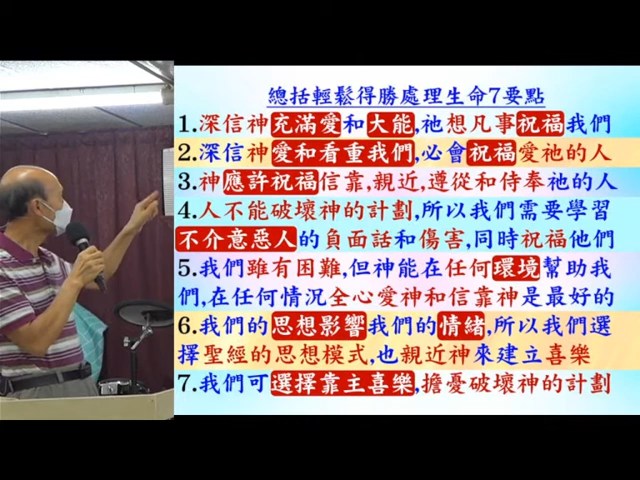 總括輕鬆得勝處理生命7要點
1.深信神充滿愛和大能,祂想凡事祝福我們
2.深信神愛和看重我們,必會祝福愛祂的人
3.神應許祝福信靠,親近,遵從和侍奉祂的人
4.人不能破壞神的計劃,所以我們需要學習
不介意惡人的負面話和傷害,同時祝福他們
5.我們雖有困難,但神能在任何環境幫助我
們,在任何情況全心愛神和信靠神是最好的
6.我們的思想影響我們的情緒,所以我們選
擇聖經的思想模式,也親近神來建立喜樂
7.我們可選擇靠主喜樂,擔憂破壞神的計劃